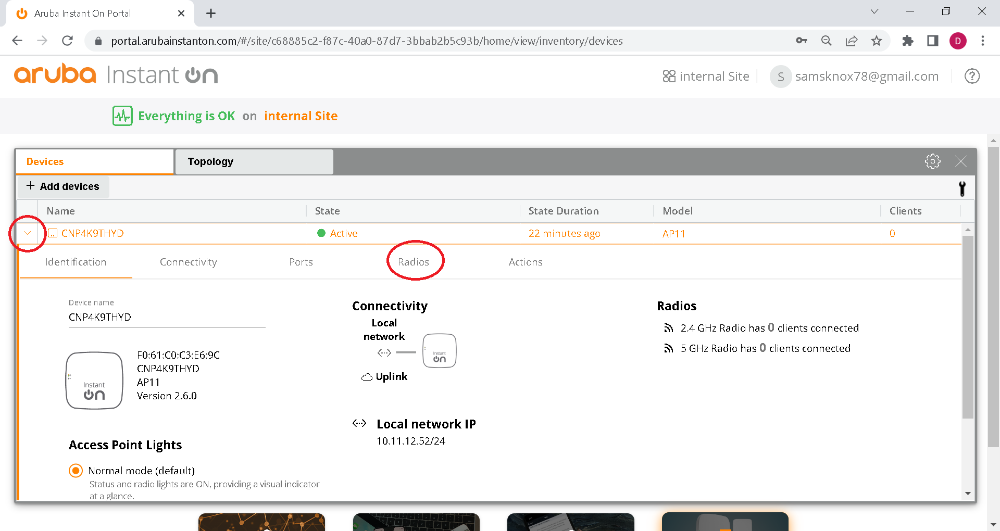 Aruba Instant On Portal
portal.arubainstanton.com/#/site/c68885c2-f87c-40a0-87d7-3bbab2b5c93b/home/view/inventory/devices
D
aruba Instant On
internal Site
S samsknox78@gmail.com
?
Everything is OK on internal Site
Devices
Topology
+ Add devices
Name State State Duration Model Clients
CNP4K9THYD Active 22 minutes ago AP11 0
Identification Connectivity Ports Radios Actions
Device name
CNP4K9THYD
F0:61:C0:C3:E6:9C
CNP4K9THYD
AP11
Version 2.6.0
Instant
On
Access Point Lights
Normal mode (default)
Status and radio lights are ON, providing a visual indicator
at a glance.
Connectivity
Local
network
Instant
On
Uplink
Local network IP
10.11.12.52/24
Radios
2.4 GHz Radio has 0 clients connected
5 GHz Radio has 0 clients connected